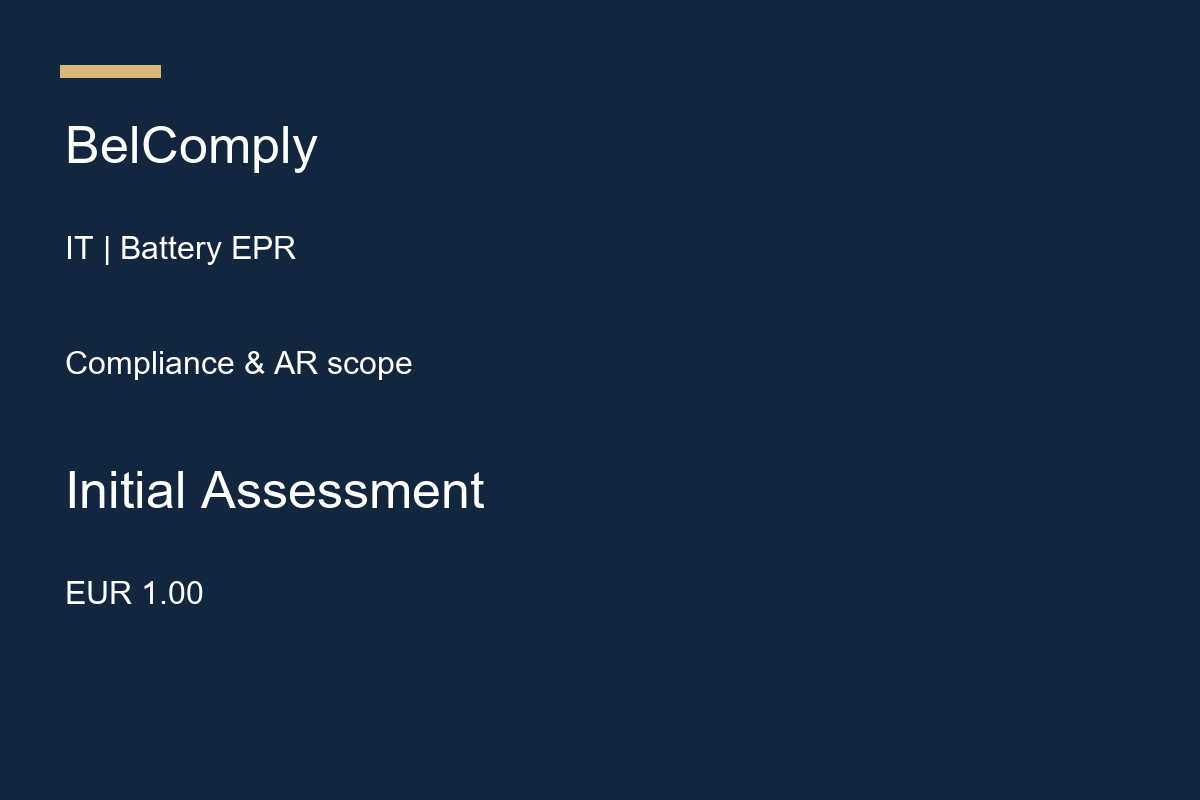 BelComply
IT | Battery EPR
Compliance & AR scope
Initial Assessment
EUR 1.00